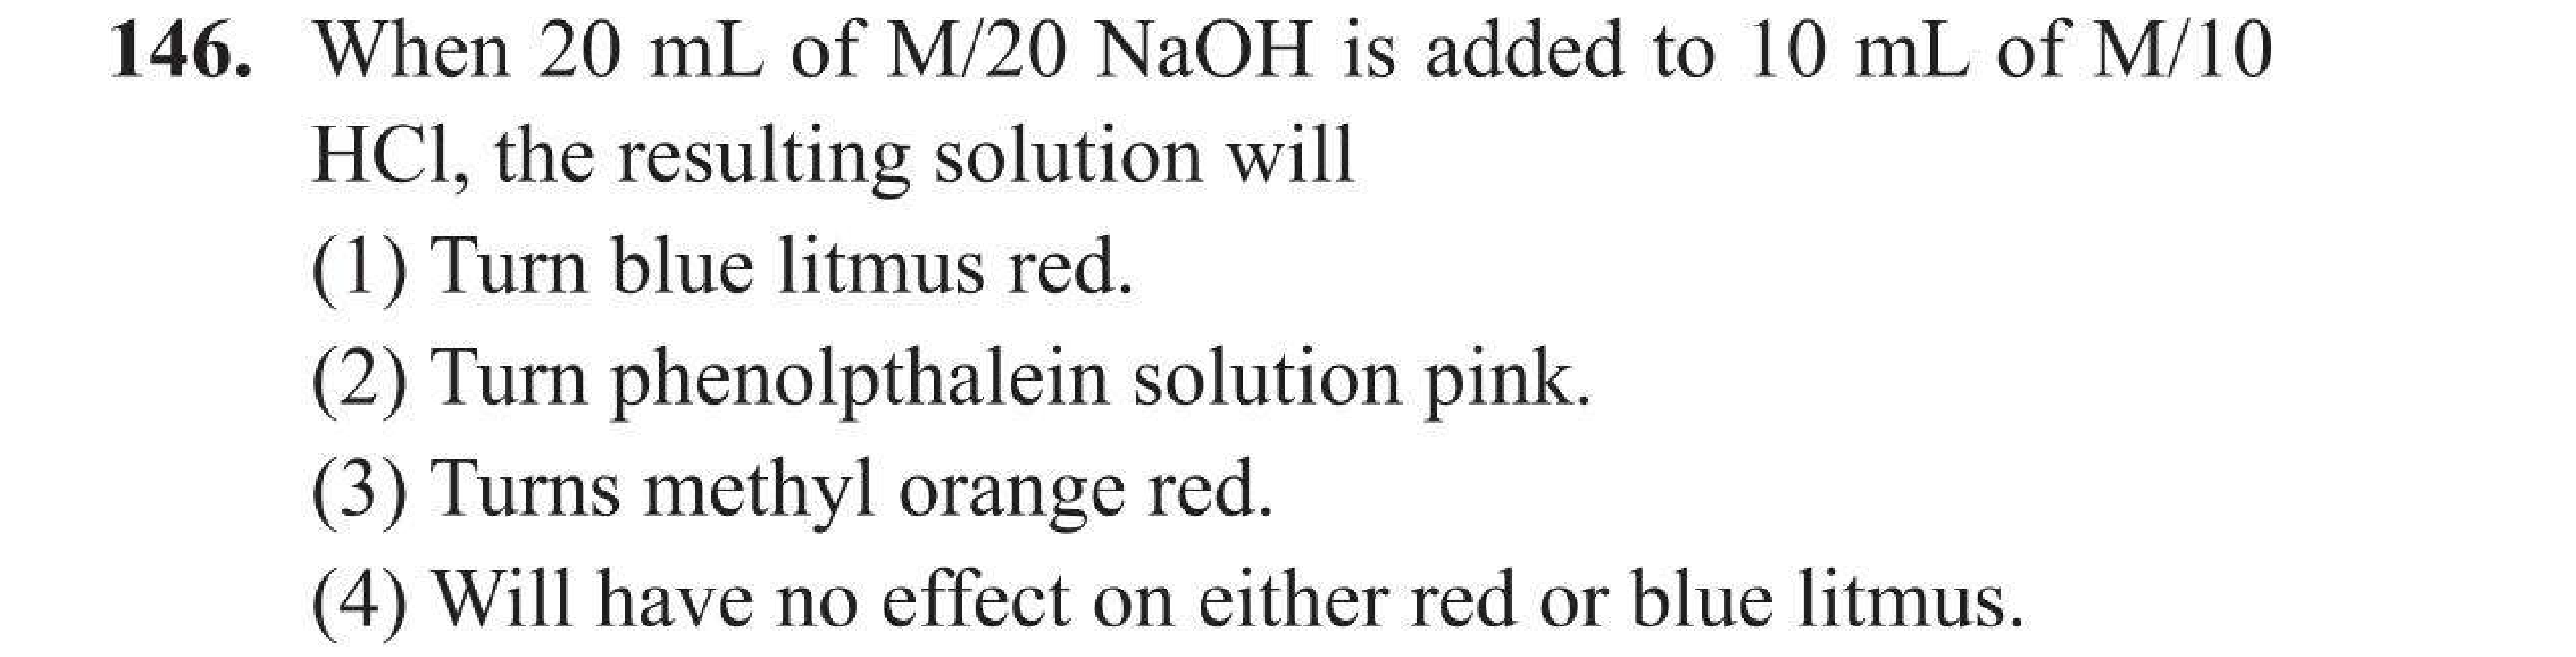 146. When 20 mL of M/20 NaOH is added to 10 mL of M/10
HCl, the resulting solution will
(1) Turn blue litmus red.
(2) Turn phenolpthalein solution pink.
(3) Turns methyl orange red.
(4) Will have no effect on either red or blue litmus.